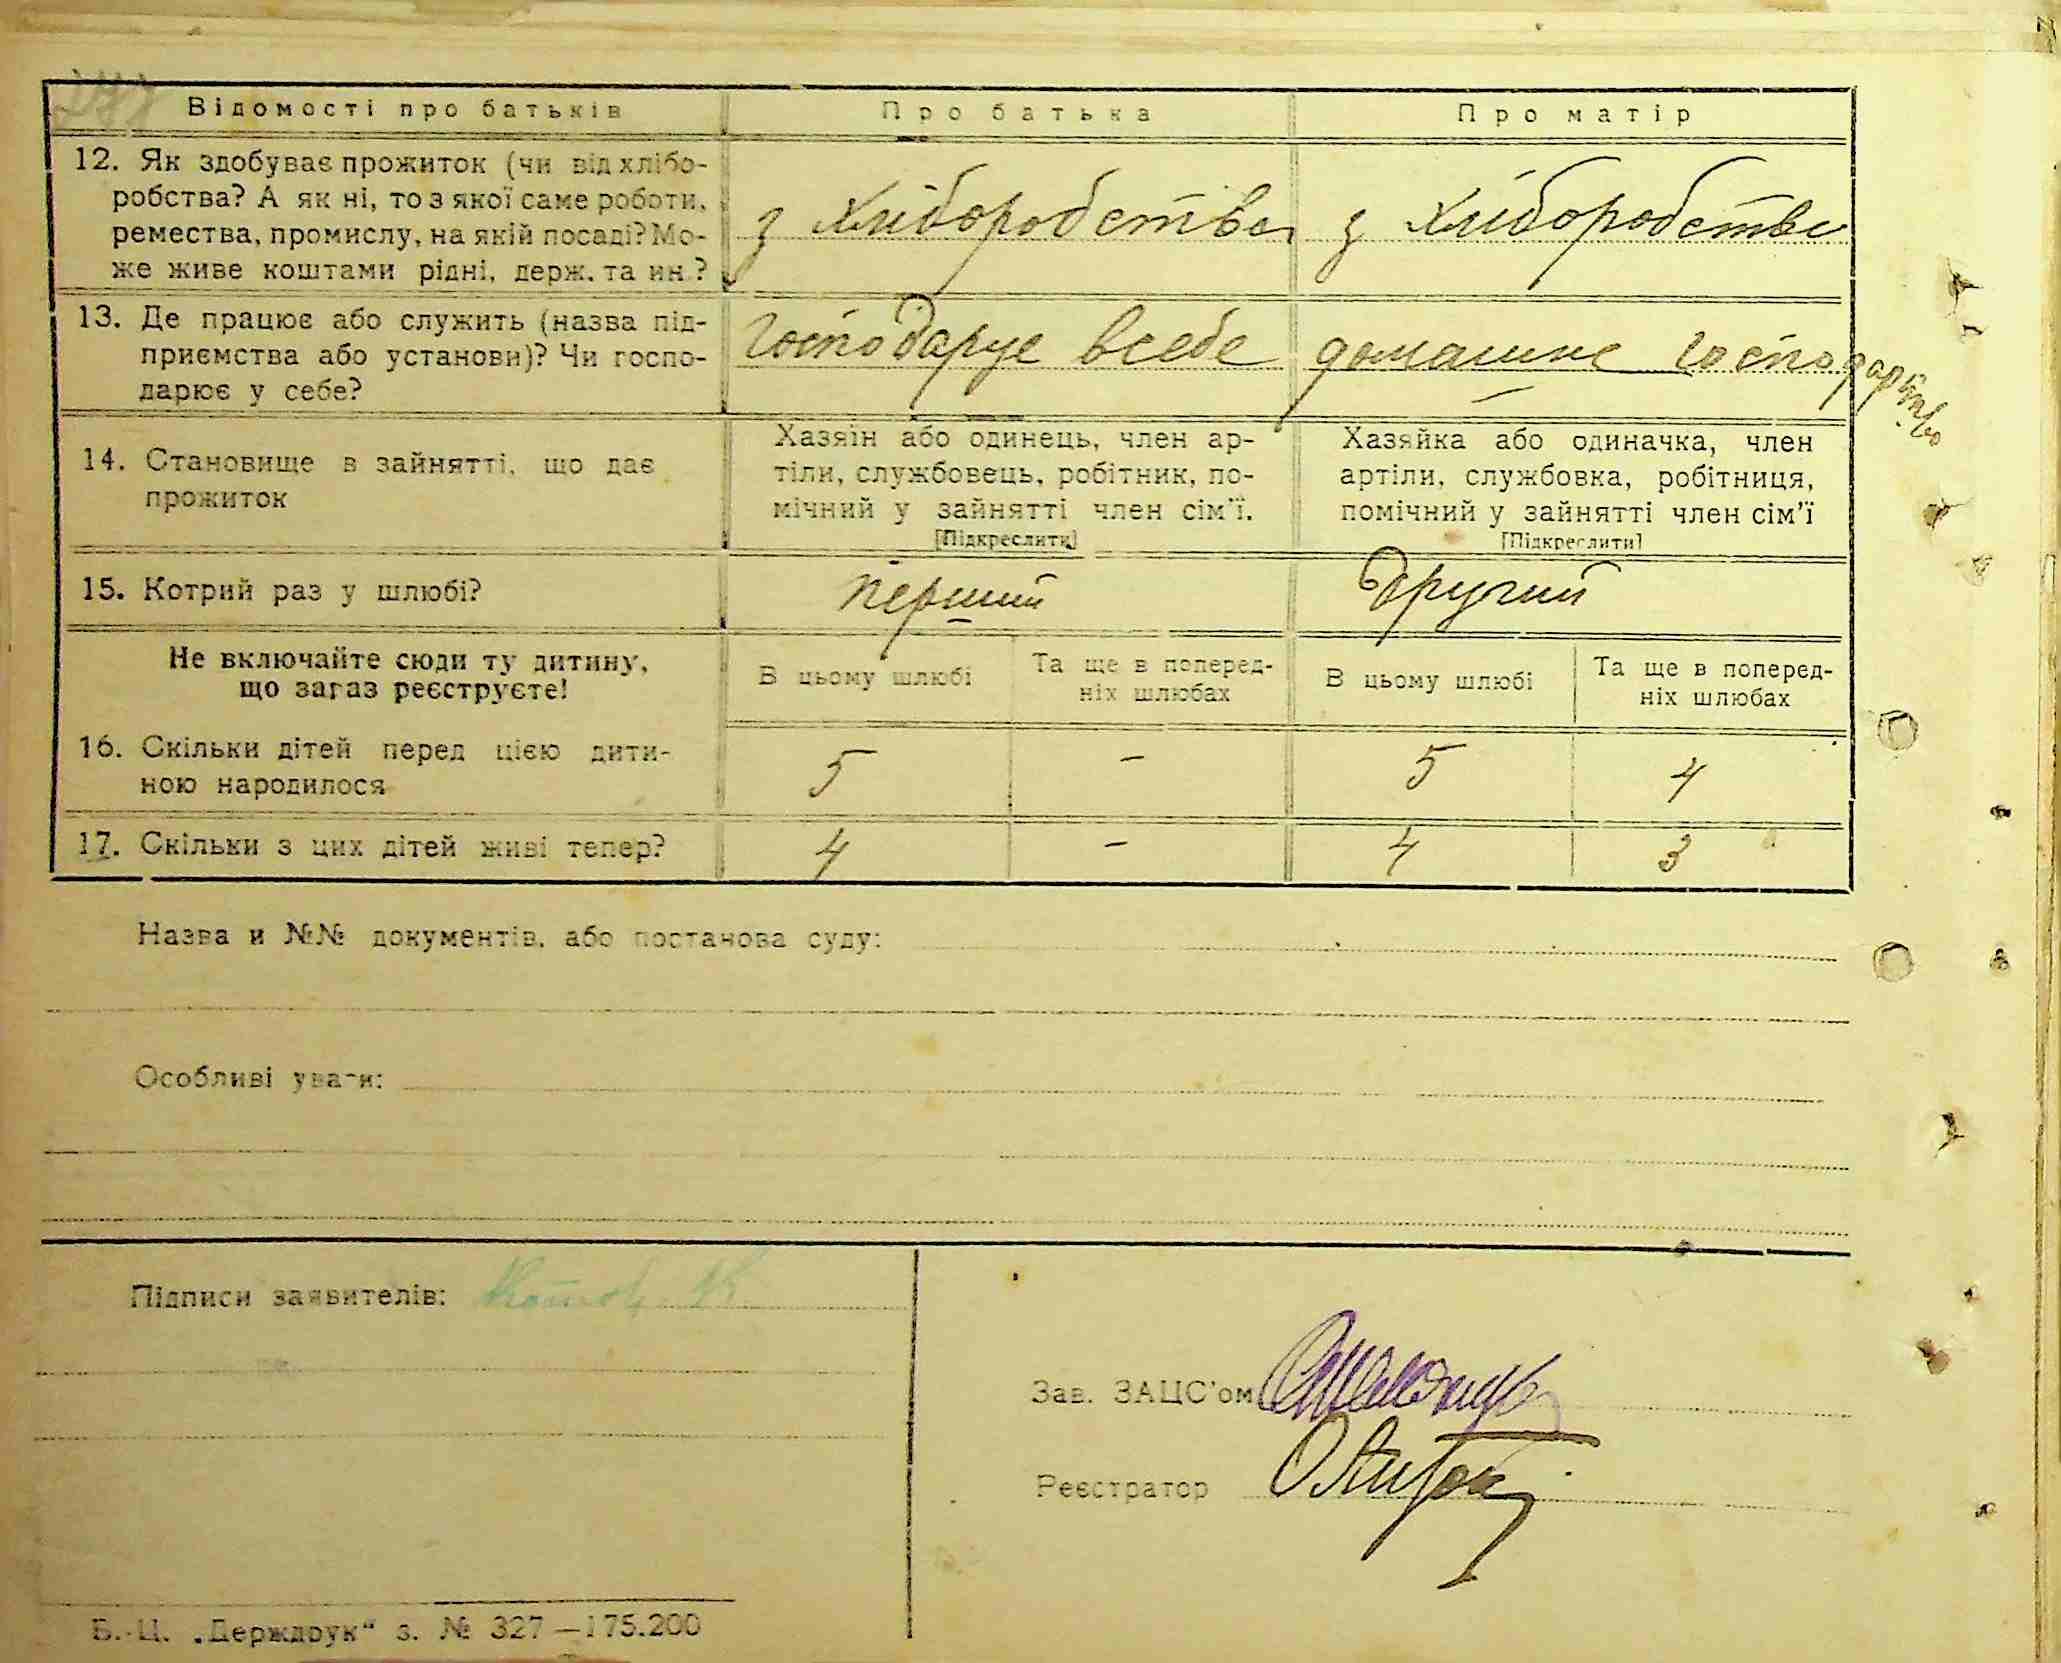 Відомості про батьків
Про батька
Про матір
12. Як здобуває прожиток (чи від хлібо-
робства? А як ні, то з якої саме роботи,
ремества, промислу, на якій посаді? Мо-
же живе коштами рідні, держ. та ин.?
з хліборобства
з хліборобства
13. Де працює або служить (назва під-
приємства або установи)? Чи госпо-
дарює у себе?
господарує всебе
домашнє господарство
14. Становище в зайнятті, що дає
прожиток
Хазяїн або одинець, член ар-
тіли, службовець, робітник, по-
мічний у зайнятті член сім'ї.
[Підкреслити]
Хазяйка або одиначка, член
артіли, службовка, робітниця,
помічний у зайнятті член сім'ї
[Підкреслити]
15. Котрий раз у шлюбі?
перший
другий
Не включайте сюди ту дитину,
що зараз реєструєте!
В цьому шлюбі
Та ще в поперед-
ніх шлюбах
В цьому шлюбі
Та ще в поперед-
ніх шлюбах
16. Скільки дітей перед цією дити-
ною народилося
5 - 5 4
17. Скільки з цих дітей живі тепер?
4 - 4 3
Назва и №№ документів, або постанова суду:
Особливі уваги:
Підписи заявителів:
Зав. ЗАЦС'ом
Реєстратор
Б.-Ц. „Держдрук“ з. № 327 —175.200